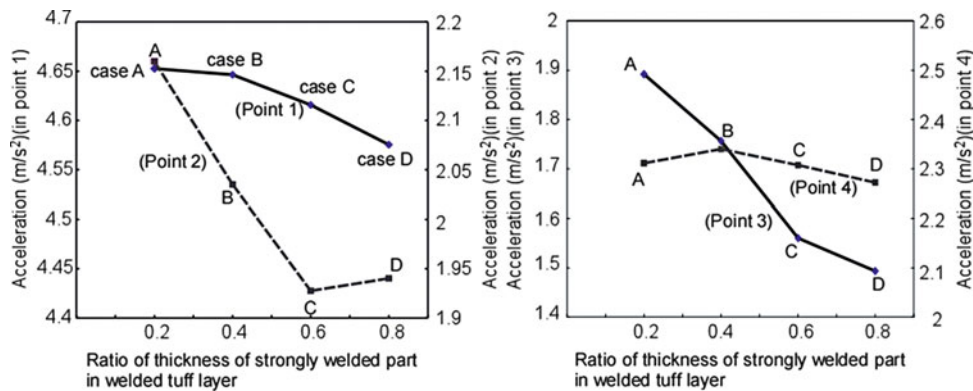 Acceleration (m/s²)(in point 1)
4.7
4.65
4.6
4.55
4.5
4.45
4.4
A
case A
case B
case C
(Point 1)
case D
(Point 2)
B
C
D
0.2
0.4
0.6
0.8
2.2
2.15
2.1
2.05
2
1.95
1.9
Acceleration (m/s²)(in point 2)
Ratio of thickness of strongly welded part
in welded tuff layer
Acceleration (m/s²)(in point 3)
2
1.9
1.8
1.7
1.6
1.5
1.4
A
B
C
D
A
(Point 4)
(Point 3)
C
D
0.2
0.4
0.6
0.8
2.6
2.5
2.4
2.3
2.2
2.1
2
Acceleration (m/s²)(in point 4)
Ratio of thickness of strongly welded part
in welded tuff layer